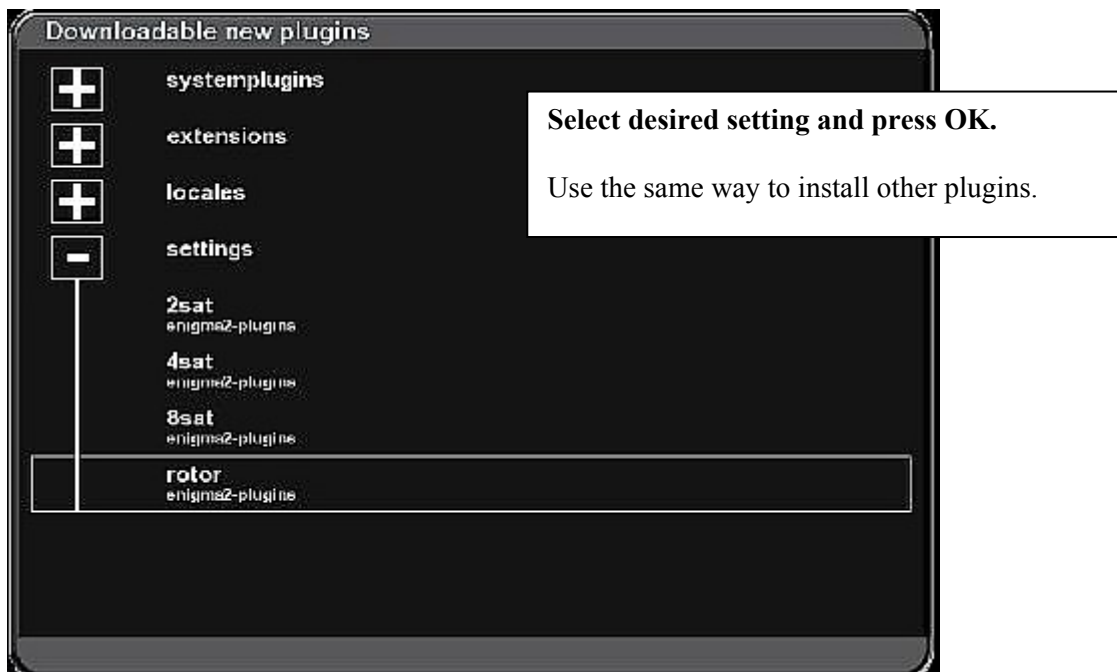 Downloadable new plugins
systemplugins
extensions
locales
settings
2sat
enigma2-plugins
4sat
enigma2-plugins
8sat
enigma2-plugins
rotor
enigma2-plugins
Select desired setting and press OK.
Use the same way to install other plugins.